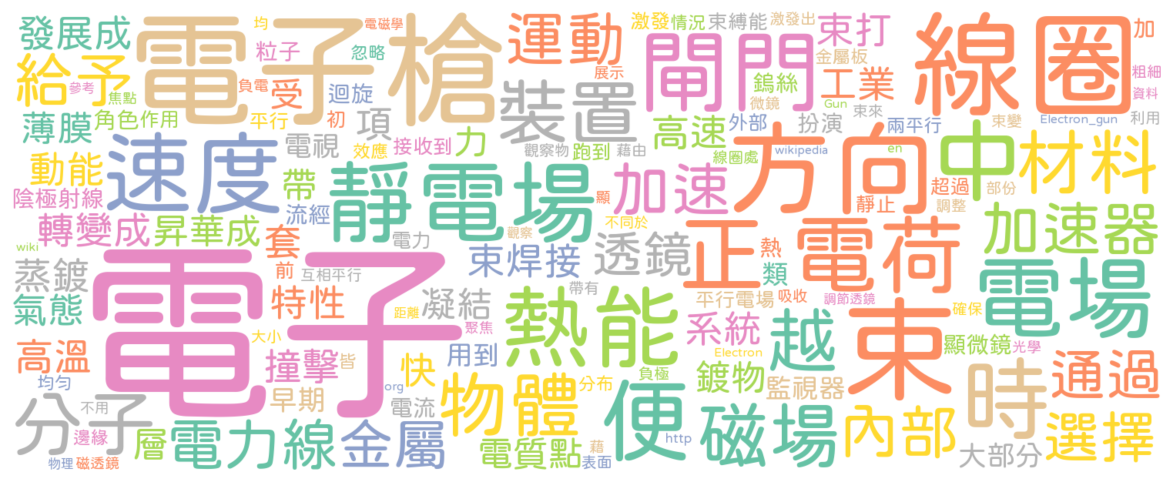 發展成
電子槍
均
電磁學
運動
激發
情況
束縛能
激發出
束打
線圈
加
給予
粒子
忽略
展示
閘門
鎢絲
金屬板
工業
粗細
參考
焦點
負電
受
迴旋
裝置
微鏡
Gun
束來
Electron_gun
資料
利用
薄膜
角色作用
平行
初
項
高速
外部
扮演
兩平行
束變
動能
速度
電視
效應
接收到
力
觀察物
跑到
藉由
線圈處
wikipedia
方向
en
中
材料
陰極射線
帶
流經
靜電場
顯
加速
靜止
超過
部份
調整
轉變成
昇華成
套
電力
觀察
不同於
正
電荷
熱
加速器
wiki
蒸鍍
前
互相平行
束焊接
透鏡
類
電場
氣態
電子
特性
距離
凝結
帶有
熱能
平行電場
吸收
調節透鏡
確保
高溫
大小
聚焦
系統
越
束
顯微鏡
光學
撞擊
皆
快
用到
Electron
均勻
org
物體
分布
負極
鍍物
監視器
時
通過
分子
不用
早期
電流
便
磁場
內部
選擇
邊緣
層
電力線
金屬
電質點
藉
http
大部分
物理
磁透鏡
表面